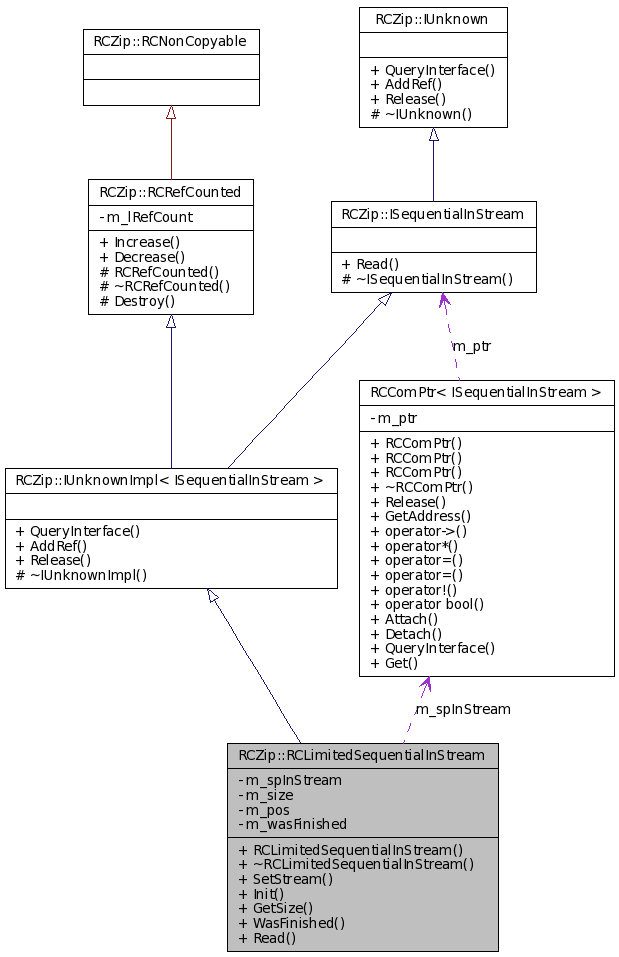 RCZip::IUnknown
+ QueryInterface()
+ AddRef()
+ Release()
# ~IUnknown()
RCZip::RCNonCopyable
RCZip::RCRefCounted
- m_lRefCount
+ Increase()
+ Decrease()
# RCRefCounted()
# ~RCRefCounted()
# Destroy()
RCZip::ISequentialInStream
+ Read()
# ~ISequentialInStream()
m_ptr
RCComPtr< ISequentialInStream >
- m_ptr
+ RCComPtr()
+ RCComPtr()
+ RCComPtr()
+ ~RCComPtr()
+ Release()
+ GetAddress()
+ operator->()
+ operator*()
+ operator=()
+ operator=()
+ operator!()
+ operator bool()
+ Attach()
+ Detach()
+ QueryInterface()
+ Get()
RCZip::IUnknownImpl< ISequentialInStream >
+ QueryInterface()
+ AddRef()
+ Release()
# ~IUnknownImpl()
m_spInStream
RCZip::RCLimitedSequentialInStream
- m_spInStream
- m_size
- m_pos
- m_wasFinished
+ RCLimitedSequentialInStream()
+ ~RCLimitedSequentialInStream()
+ SetStream()
+ Init()
+ GetSize()
+ WasFinished()
+ Read()